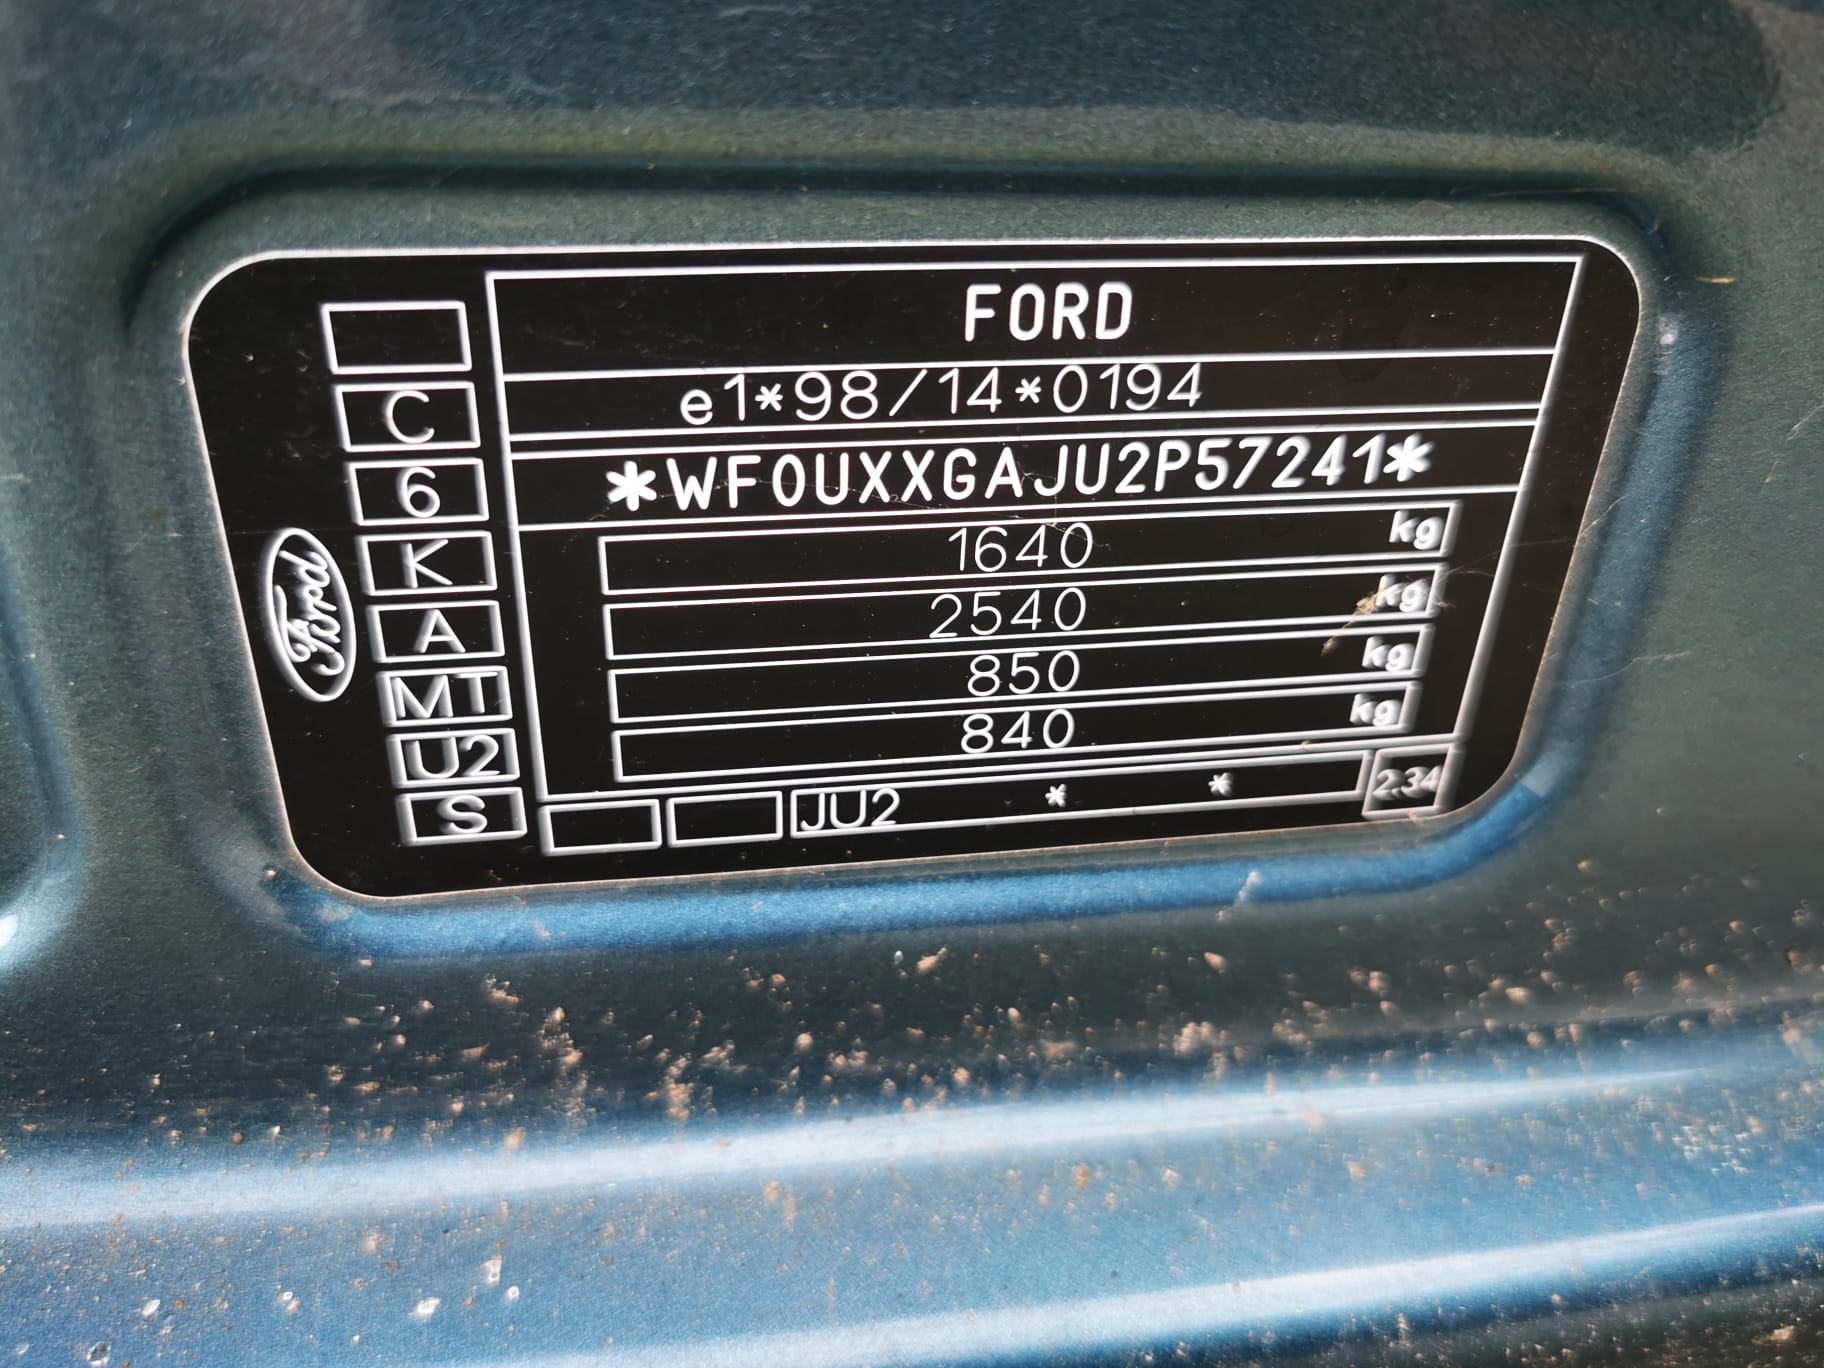 FORD
e1*98/14*0194
*WF0UXXGAJU2P57241*
1640 kg
2540 kg
850 kg
840 kg
JU2 * * 2.34
C
6
K
A
MT
U2
S
Ford